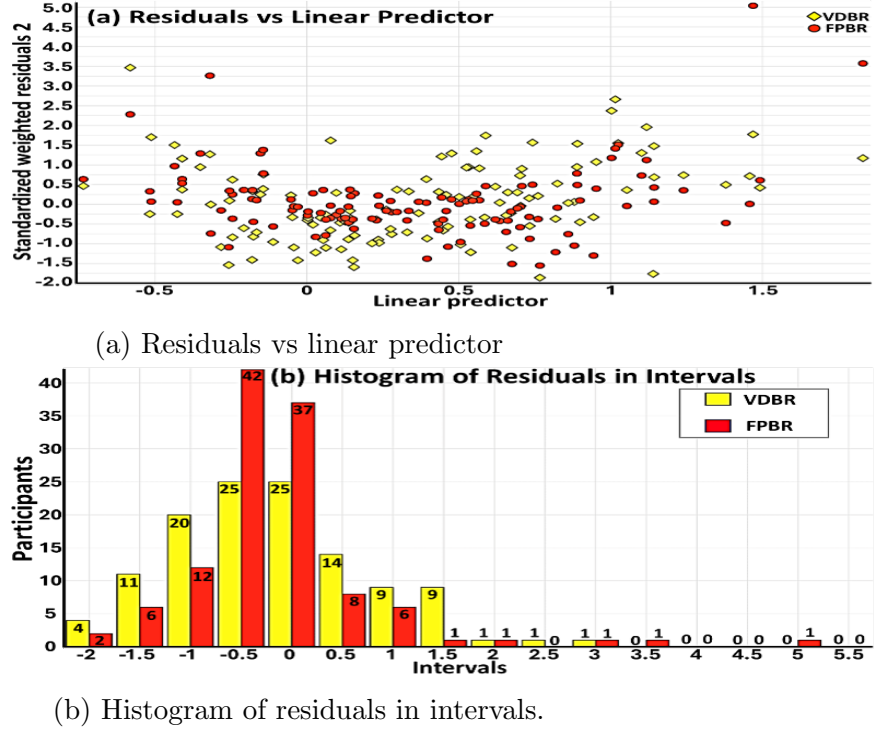 (a) Residuals vs Linear Predictor
VDBR
FPBR
Standardized weighted residuals 2
5.0
4.5
4.0
3.5
3.0
2.5
2.0
1.5
1.0
0.5
0.0
-0.5
-1.0
-1.5
-2.0
-0.5 0 0.5 1 1.5
Linear predictor
(a) Residuals vs linear predictor
(b) Histogram of Residuals in Intervals
VDBR
FPBR
Participants
40
35
30
25
20
15
10
5
0
4 2 11 6 20 12 25 42 25 37 14 8 9 6 9 1 1 1 1 0 1 1 0 1 0 0 0 0 0 1 0 0
-2 -1.5 -1 -0.5 0 0.5 1 1.5 2 2.5 3 3.5 4 4.5 5 5.5
Intervals
(b) Histogram of residuals in intervals.